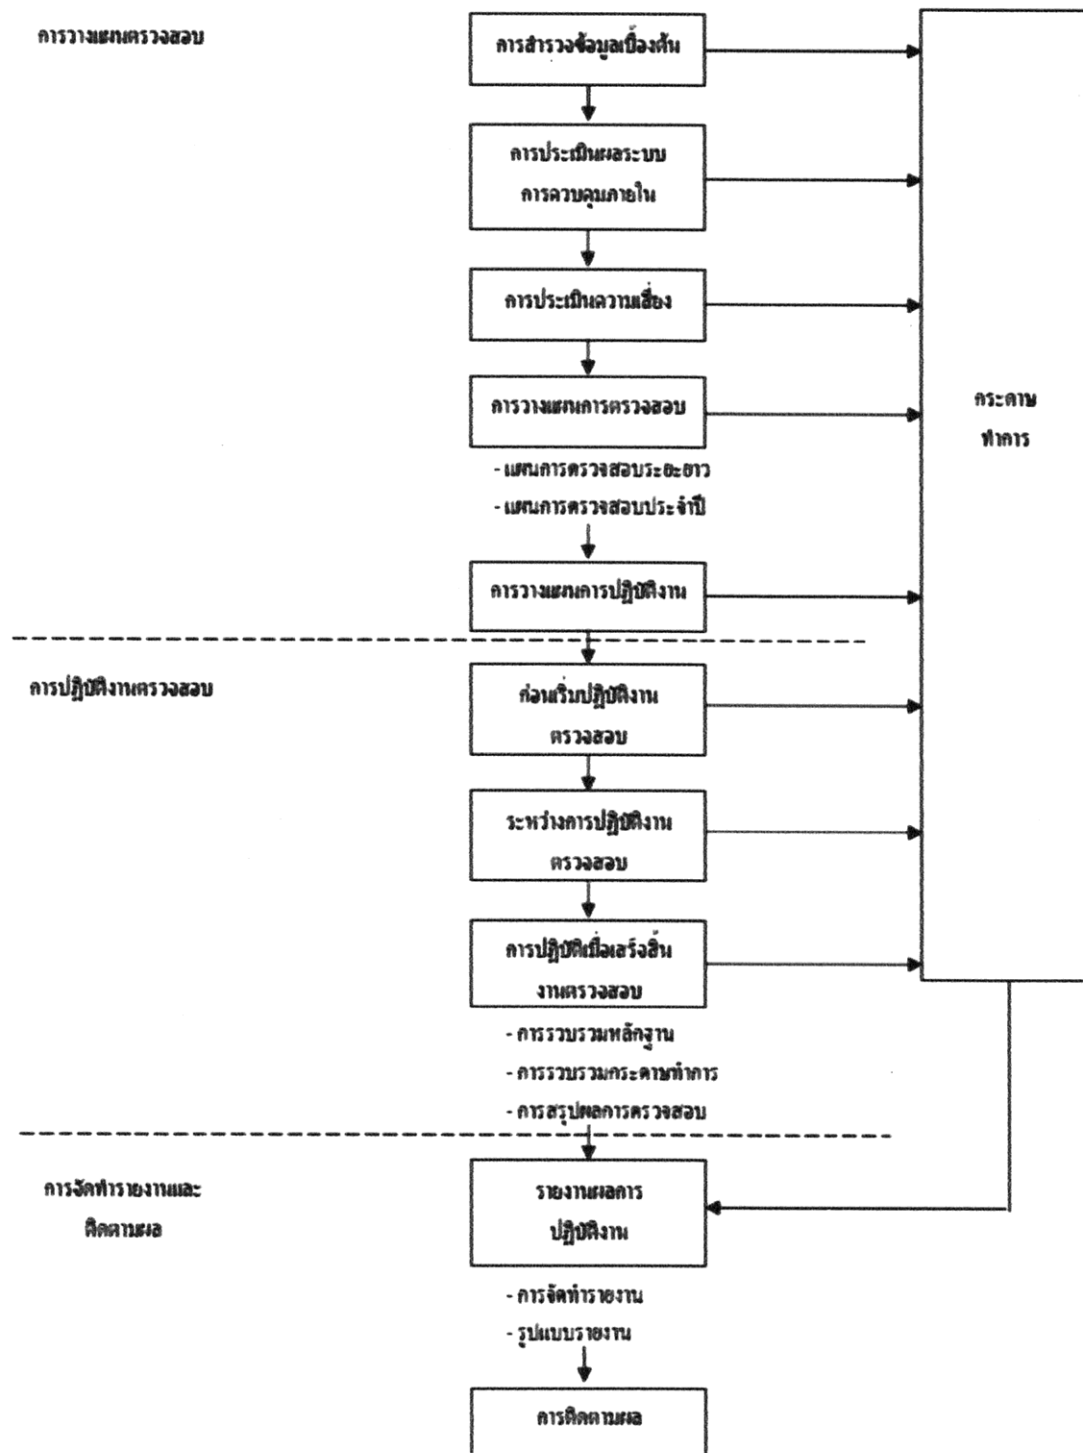 การวางแผนตรวจสอบ
การสำรวจข้อมูลเบื้องต้น
การประเมินผลระบบ
การควบคุมภายใน
การประเมินความเสี่ยง
การวางแผนการตรวจสอบ
- แผนการตรวจสอบระยะยาว
- แผนการตรวจสอบประจำปี
กระดาษ
ทำการ
การวางแผนการปฏิบัติงาน
การปฏิบัติงานตรวจสอบ
ก่อนเริ่มปฏิบัติงาน
ตรวจสอบ
ระหว่างการปฏิบัติงาน
ตรวจสอบ
การปฏิบัติเมื่อเสร็จสิ้น
งานตรวจสอบ
- การรวบรวมหลักฐาน
- การรวบรวมกระดาษทำการ
- การสรุปผลการตรวจสอบ
การจัดทำรายงานและ
ติดตามผล
รายงานผลการ
ปฏิบัติงาน
- การจัดทำรายงาน
- รูปแบบรายงาน
การติดตามผล